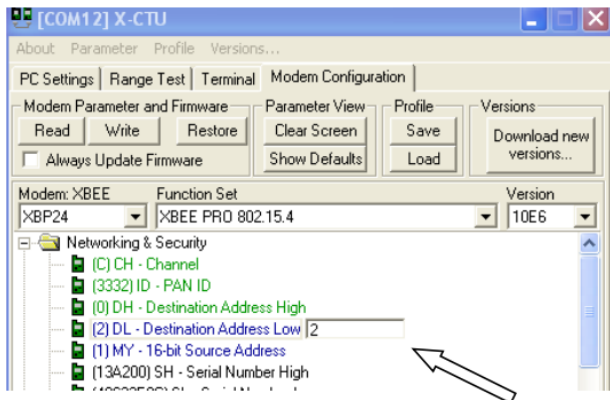 [COM12] X-CTU
About Parameter Profile Versions...
PC Settings Range Test Terminal Modem Configuration
Modem Parameter and Firmware Parameter View Profile Versions
Read Write Restore Clear Screen Save Download new versions...
Always Update Firmware Show Defaults Load
Modem: XBEE Function Set Version
XBP24 XBEE PRO 802.15.4 10E6
Networking & Security
(C) CH - Channel
(3332) ID - PAN ID
(0) DH - Destination Address High
(2) DL - Destination Address Low 2
(1) MY - 16-bit Source Address
(13A200) SH - Serial Number High